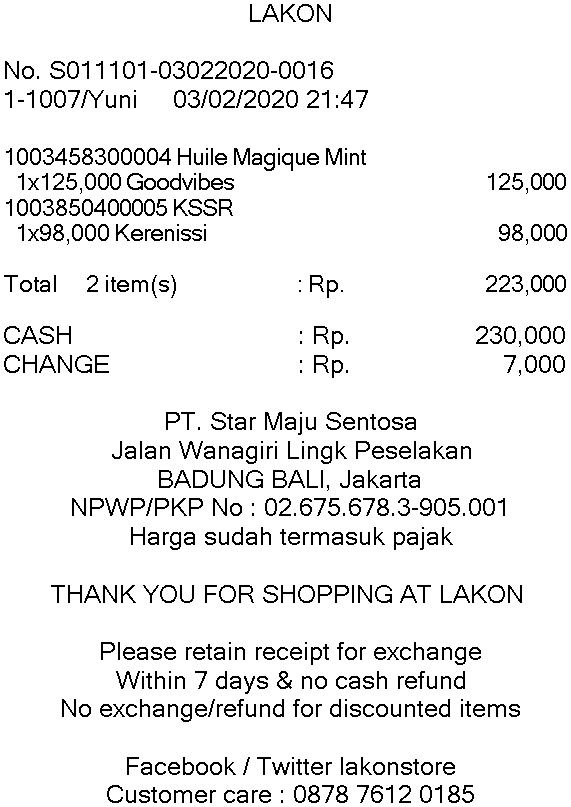 LAKON
No. S011101-03022020-0016
1-1007/Yuni 03/02/2020 21:47
1003458300004 Huile Magique Mint
1x125,000 Goodvibes 125,000
1003850400005 KSSR
1x98,000 Kerenissi 98,000
Total 2 item(s) : Rp. 223,000
CASH : Rp. 230,000
CHANGE : Rp. 7,000
PT. Star Maju Sentosa
Jalan Wanagiri Lingk Peselakan
BADUNG BALI, Jakarta
NPWP/PKP No : 02.675.678.3-905.001
Harga sudah termasuk pajak
THANK YOU FOR SHOPPING AT LAKON
Please retain receipt for exchange
Within 7 days & no cash refund
No exchange/refund for discounted items
Facebook / Twitter lakonstore
Customer care : 0878 7612 0185